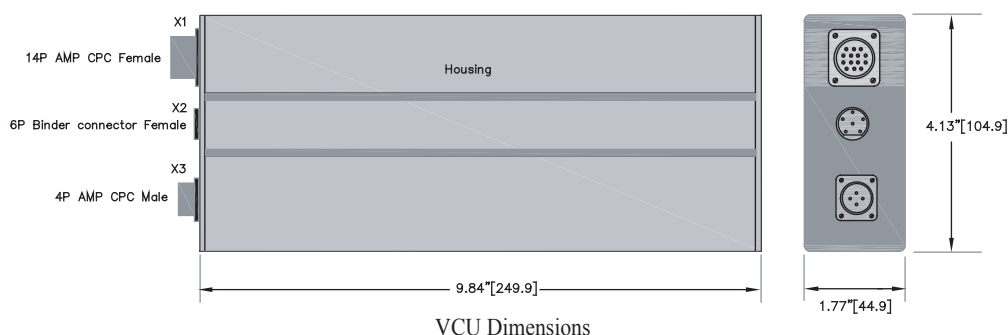 X1
14P AMP CPC Female
Housing
X2
6P Binder connector Female
X3
4P AMP CPC Male
4.13"[104.9]
9.84"[249.9]
1.77"[44.9]
VCU Dimensions